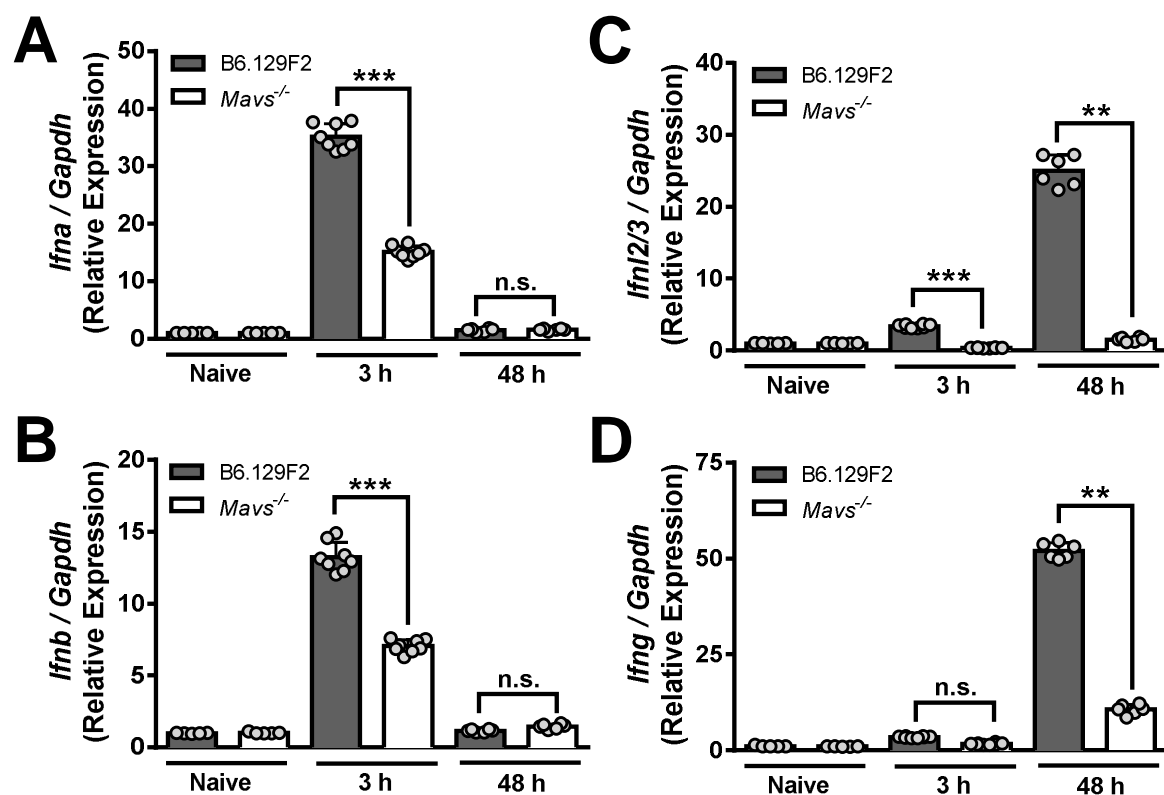 A
Ifna / Gapdh
(Relative Expression)
50
40
30
20
10
0
B6.129F2
Mavs-/-
***
n.s.
Naive
3 h
48 h
B
Ifnb / Gapdh
(Relative Expression)
20
15
10
5
0
B6.129F2
Mavs-/-
***
n.s.
Naive
3 h
48 h
C
Ifnl2/3 / Gapdh
(Relative Expression)
40
30
20
10
0
B6.129F2
Mavs-/-
***
**
Naive
3 h
48 h
D
Ifng / Gapdh
(Relative Expression)
75
50
25
0
B6.129F2
Mavs-/-
n.s.
**
Naive
3 h
48 h